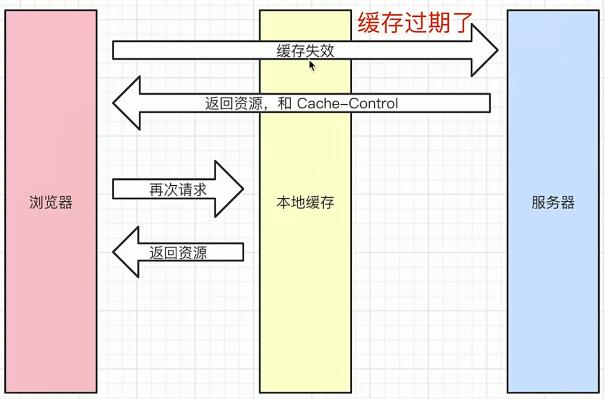 缓存过期了
缓存失效
返回资源，和 Cache-Control
再次请求
浏览器
本地缓存
服务器
返回资源